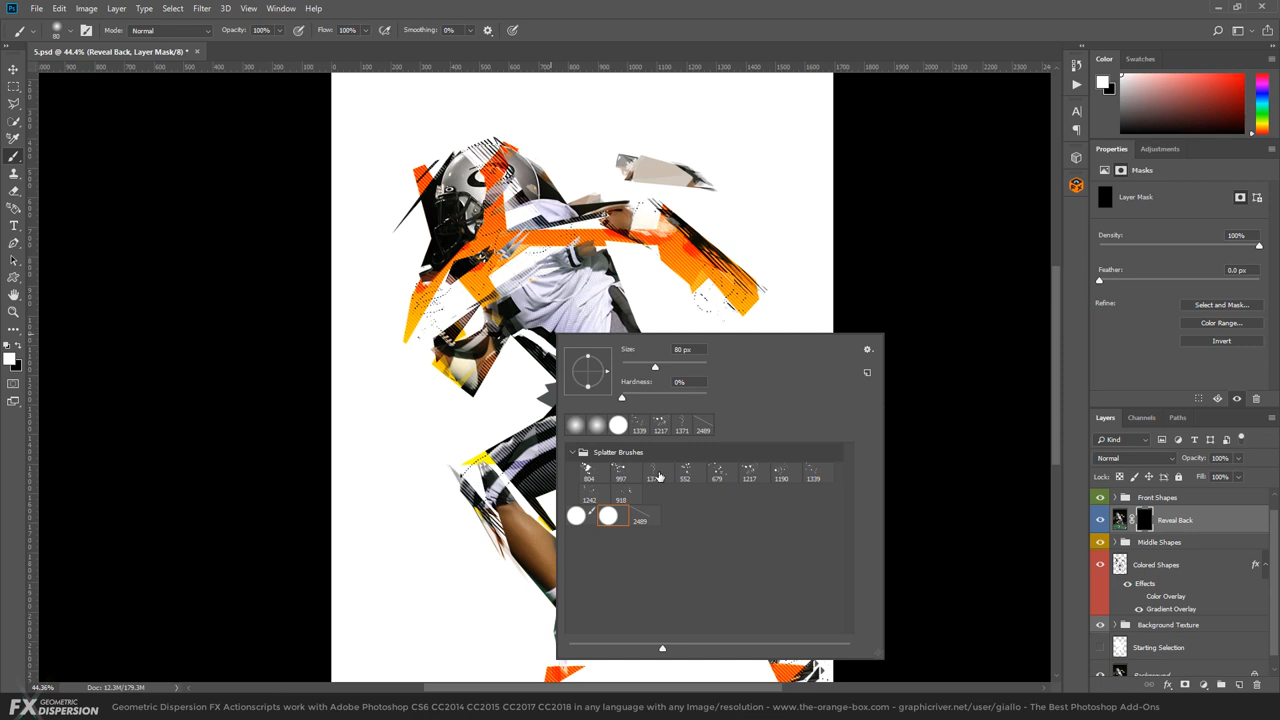 File Edit Image Layer Type Select Filter 3D View Window Help
80 Mode: Normal Opacity: 100% Flow: 100% Smoothing: 0%
5.psd @ 44.4% (Reveal Back, Layer Mask/8) *
Color Swatches
Properties Adjustments
Masks
Layer Mask
Density: 100%
Feather: 0.0 px
Refine: Select and Mask...
Color Range...
Invert
Size: 80 px
Hardness: 0%
1339 1217 1371 2489
Splatter Brushes
804 997 552 679 1217 1190 1339
1242 918
2489
Layers Channels Paths
Kind
Normal Opacity: 100%
Lock: Fill: 100%
Front Shapes
Reveal Back
Middle Shapes
Colored Shapes fx
Effects
Color Overlay
Gradient Overlay
Background Texture
Starting Selection
Background
44.36% Doc: 12.3M/179.3M
FX GEOMETRIC DISPERSION
Geometric Dispersion FX Actionscripts work with Adobe Photoshop CS6 CC2014 CC2015 CC2017 CC2018 in any language with any Image/resolution - www.the-orange-box.com - graphicriver.net/user/giallo - The Best Photoshop Add-Ons